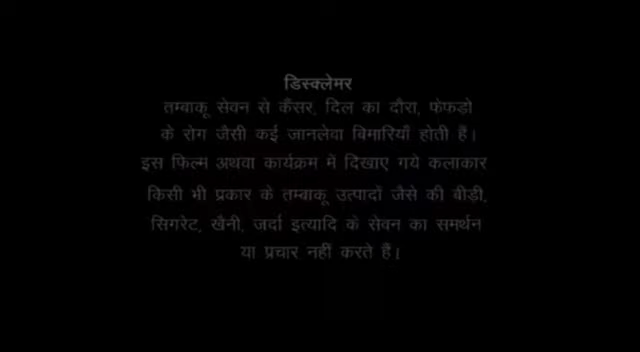 डिस्क्लेमर
तम्बाकू सेवन से कैंसर, दिल का दौरा, फेफड़ो
के रोग जैसी कई जानलेवा बिमारियाँ होती हैं।
इस फिल्म अथवा कार्यक्रम में दिखाए गये कलाकार
किसी भी प्रकार के तम्बाकू उत्पादों जैसे की बीड़ी,
सिगरेट, खैनी, जर्दा इत्यादि के सेवन का समर्थन
या प्रचार नहीं करते हैं।